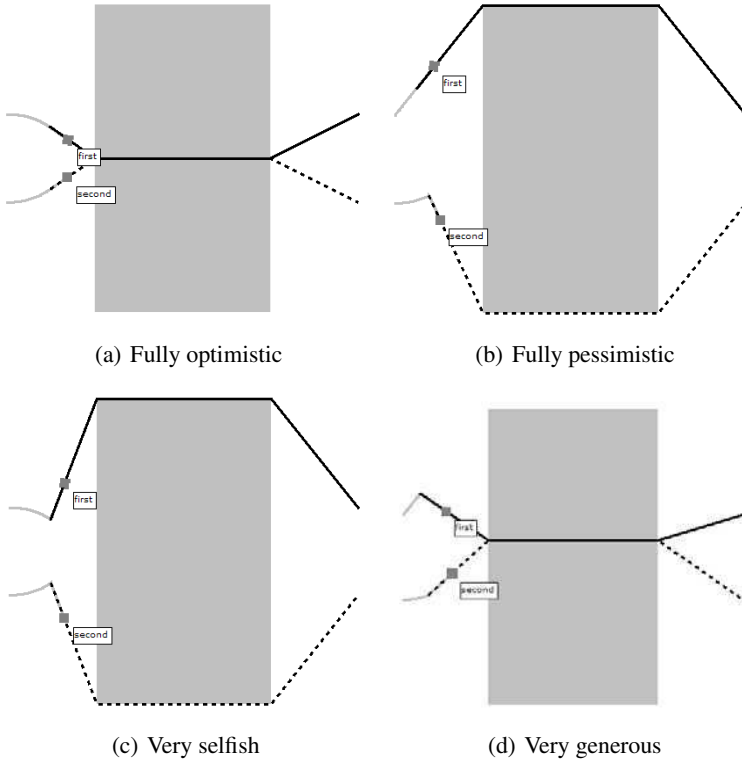 first
second
(a) Fully optimistic
first
second
(b) Fully pessimistic
first
second
(c) Very selfish
first
second
(d) Very generous